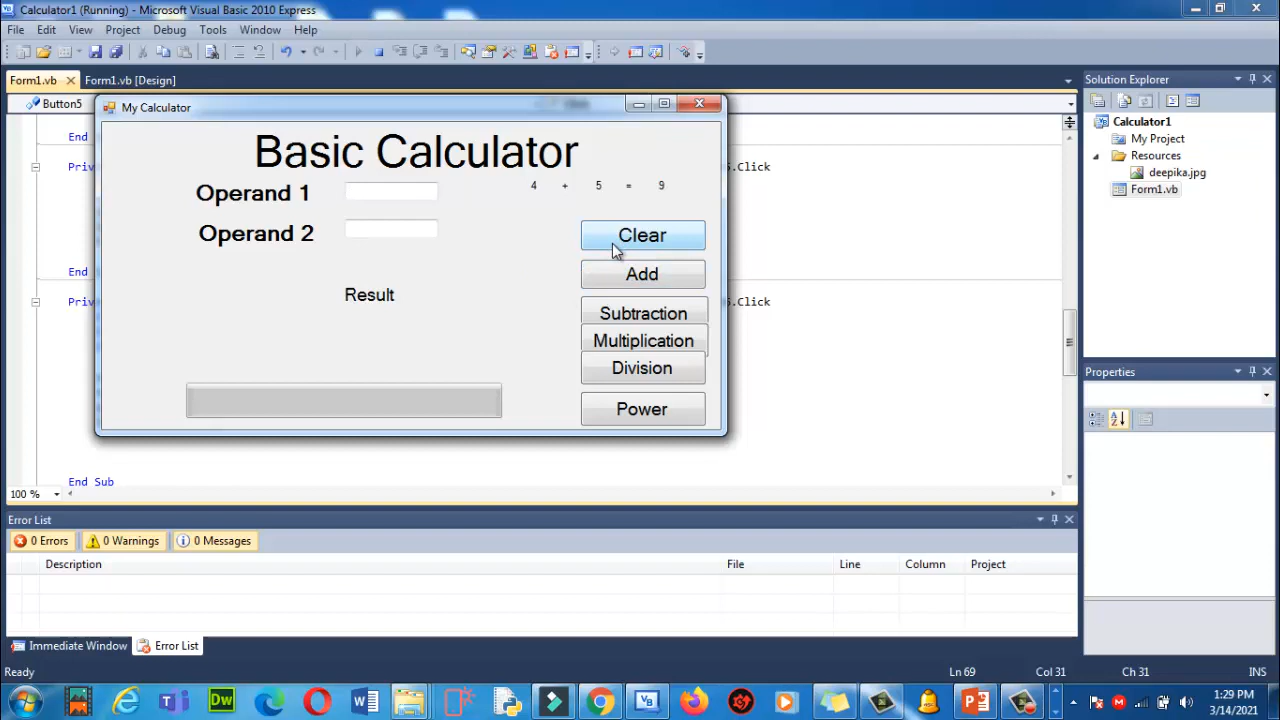 Calculator1 (Running) - Microsoft Visual Basic 2010 Express
File Edit View Project Debug Tools Window Help
Form1.vb Form1.vb [Design]
Button5
My Calculator
Basic Calculator
Operand 1
4 + 5 = 9
Operand 2
Clear
Add
Result
Subtraction
Multiplication
Division
Power
End
Priv
.Click
End
Priv
.Click
End Sub
100 %
Solution Explorer
Calculator1
My Project
Resources
deepika.jpg
Form1.vb
Properties
Error List
0 Errors 0 Warnings 0 Messages
Description File Line Column Project
Immediate Window Error List
Ready Ln 69 Col 31 Ch 31 INS
Dw
W
VB
P
1:29 PM
3/14/2021